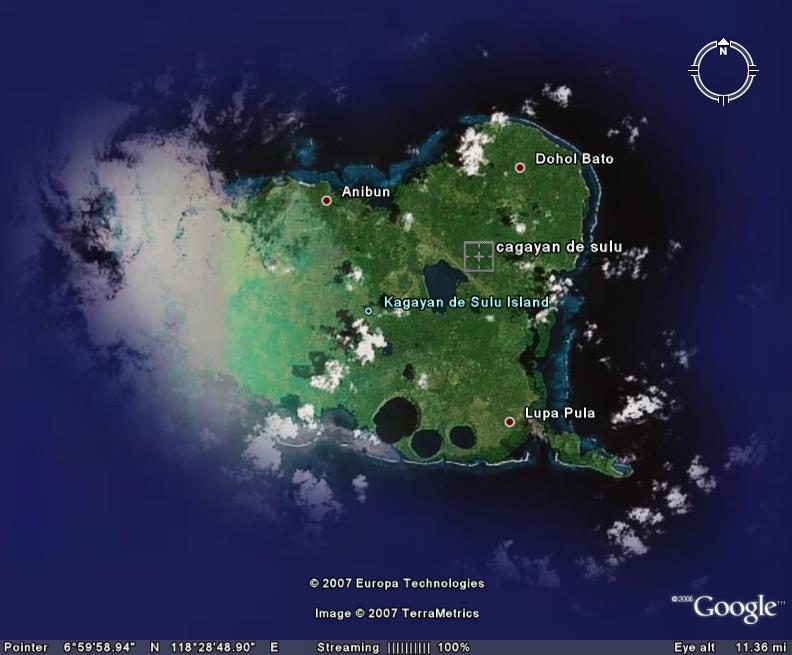 N
Dohol Bato
Anibun
cagayan de sulu
Kagayan de Sulu Island
Lupa Pula
© 2007 Europa Technologies
Image © 2007 TerraMetrics
©2006 Google™
Pointer 6°59'58.94" N 118°28'48.90" E Streaming |||||||||| 100% Eye alt 11.36 mi